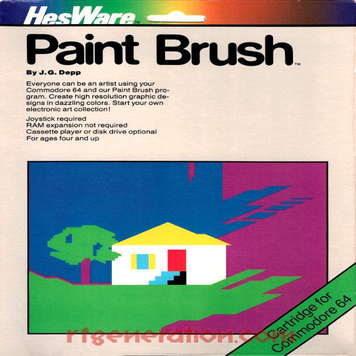 HesWare™
Paint Brush™
By J.G. Depp
Everyone can be an artist using your
Commodore 64 and our Paint Brush pro-
gram. Create high resolution graphic de-
signs in dazzling colors. Start your own
electronic art collection!
Joystick required
RAM expansion not required
Cassette player or disk drive optional
For ages four and up
Cartridge for
Commodore 64
rfgeneration.com